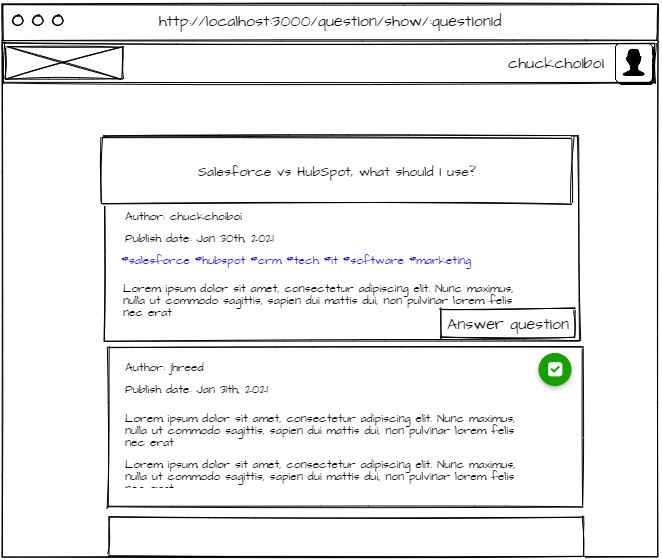 http://localhost:3000/question/show/:questionId
chuckchoiboi
Salesforce vs HubSpot, what should I use?
Author: chuckchoiboi
Publish date: Jan 30th, 2021
#salesforce #hubspot #crm #tech #it #software #marketing
Lorem ipsum dolor sit amet, consectetur adipiscing elit. Nunc maximus,
nulla ut commodo sagittis, sapien dui mattis dui, non pulvinar lorem felis
nec erat
Answer question
Author: jhreed
Publish date: Jan 31th, 2021
Lorem ipsum dolor sit amet, consectetur adipiscing elit. Nunc maximus,
nulla ut commodo sagittis, sapien dui mattis dui, non pulvinar lorem felis
nec erat
Lorem ipsum dolor sit amet, consectetur adipiscing elit. Nunc maximus,
nulla ut commodo sagittis, sapien dui mattis dui, non pulvinar lorem felis
nec erat